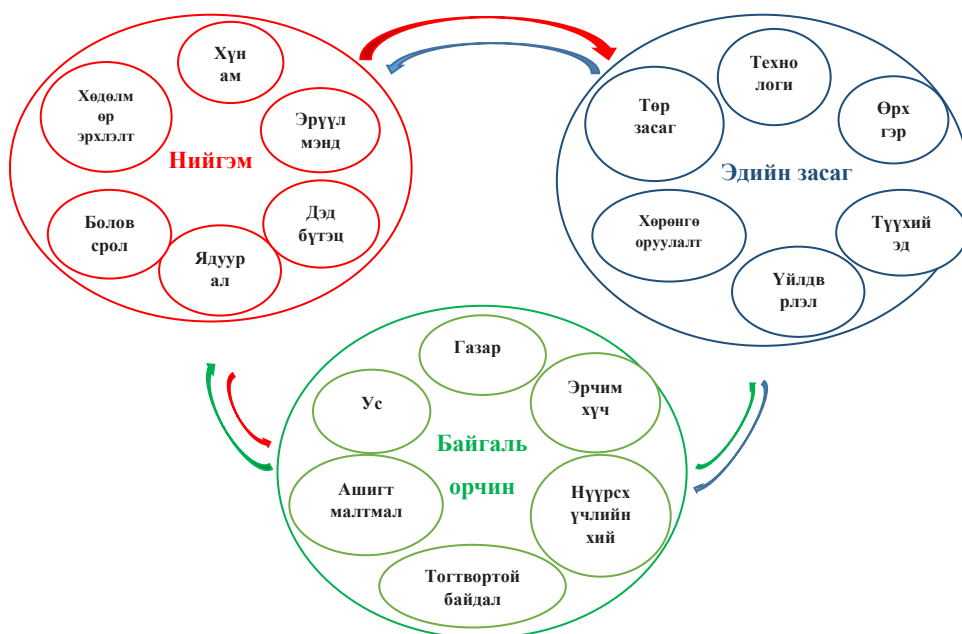 Хүн
ам
Хөдөлм
өр
эрхлэлт
Эрүүл
мэнд
Нийгэм
Болов
срол
Дэд
бүтэц
Ядуур
ал
Техно
логи
Төр
засаг
Өрх
гэр
Эдийн засаг
Хөрөнгө
оруулалт
Түүхий
эд
Үйлдв
рлэл
Газар
Ус
Эрчим
хүч
Байгаль
орчин
Ашигт
малтмал
Нүүрсх
үчлийн
хий
Тогтвортой
байдал